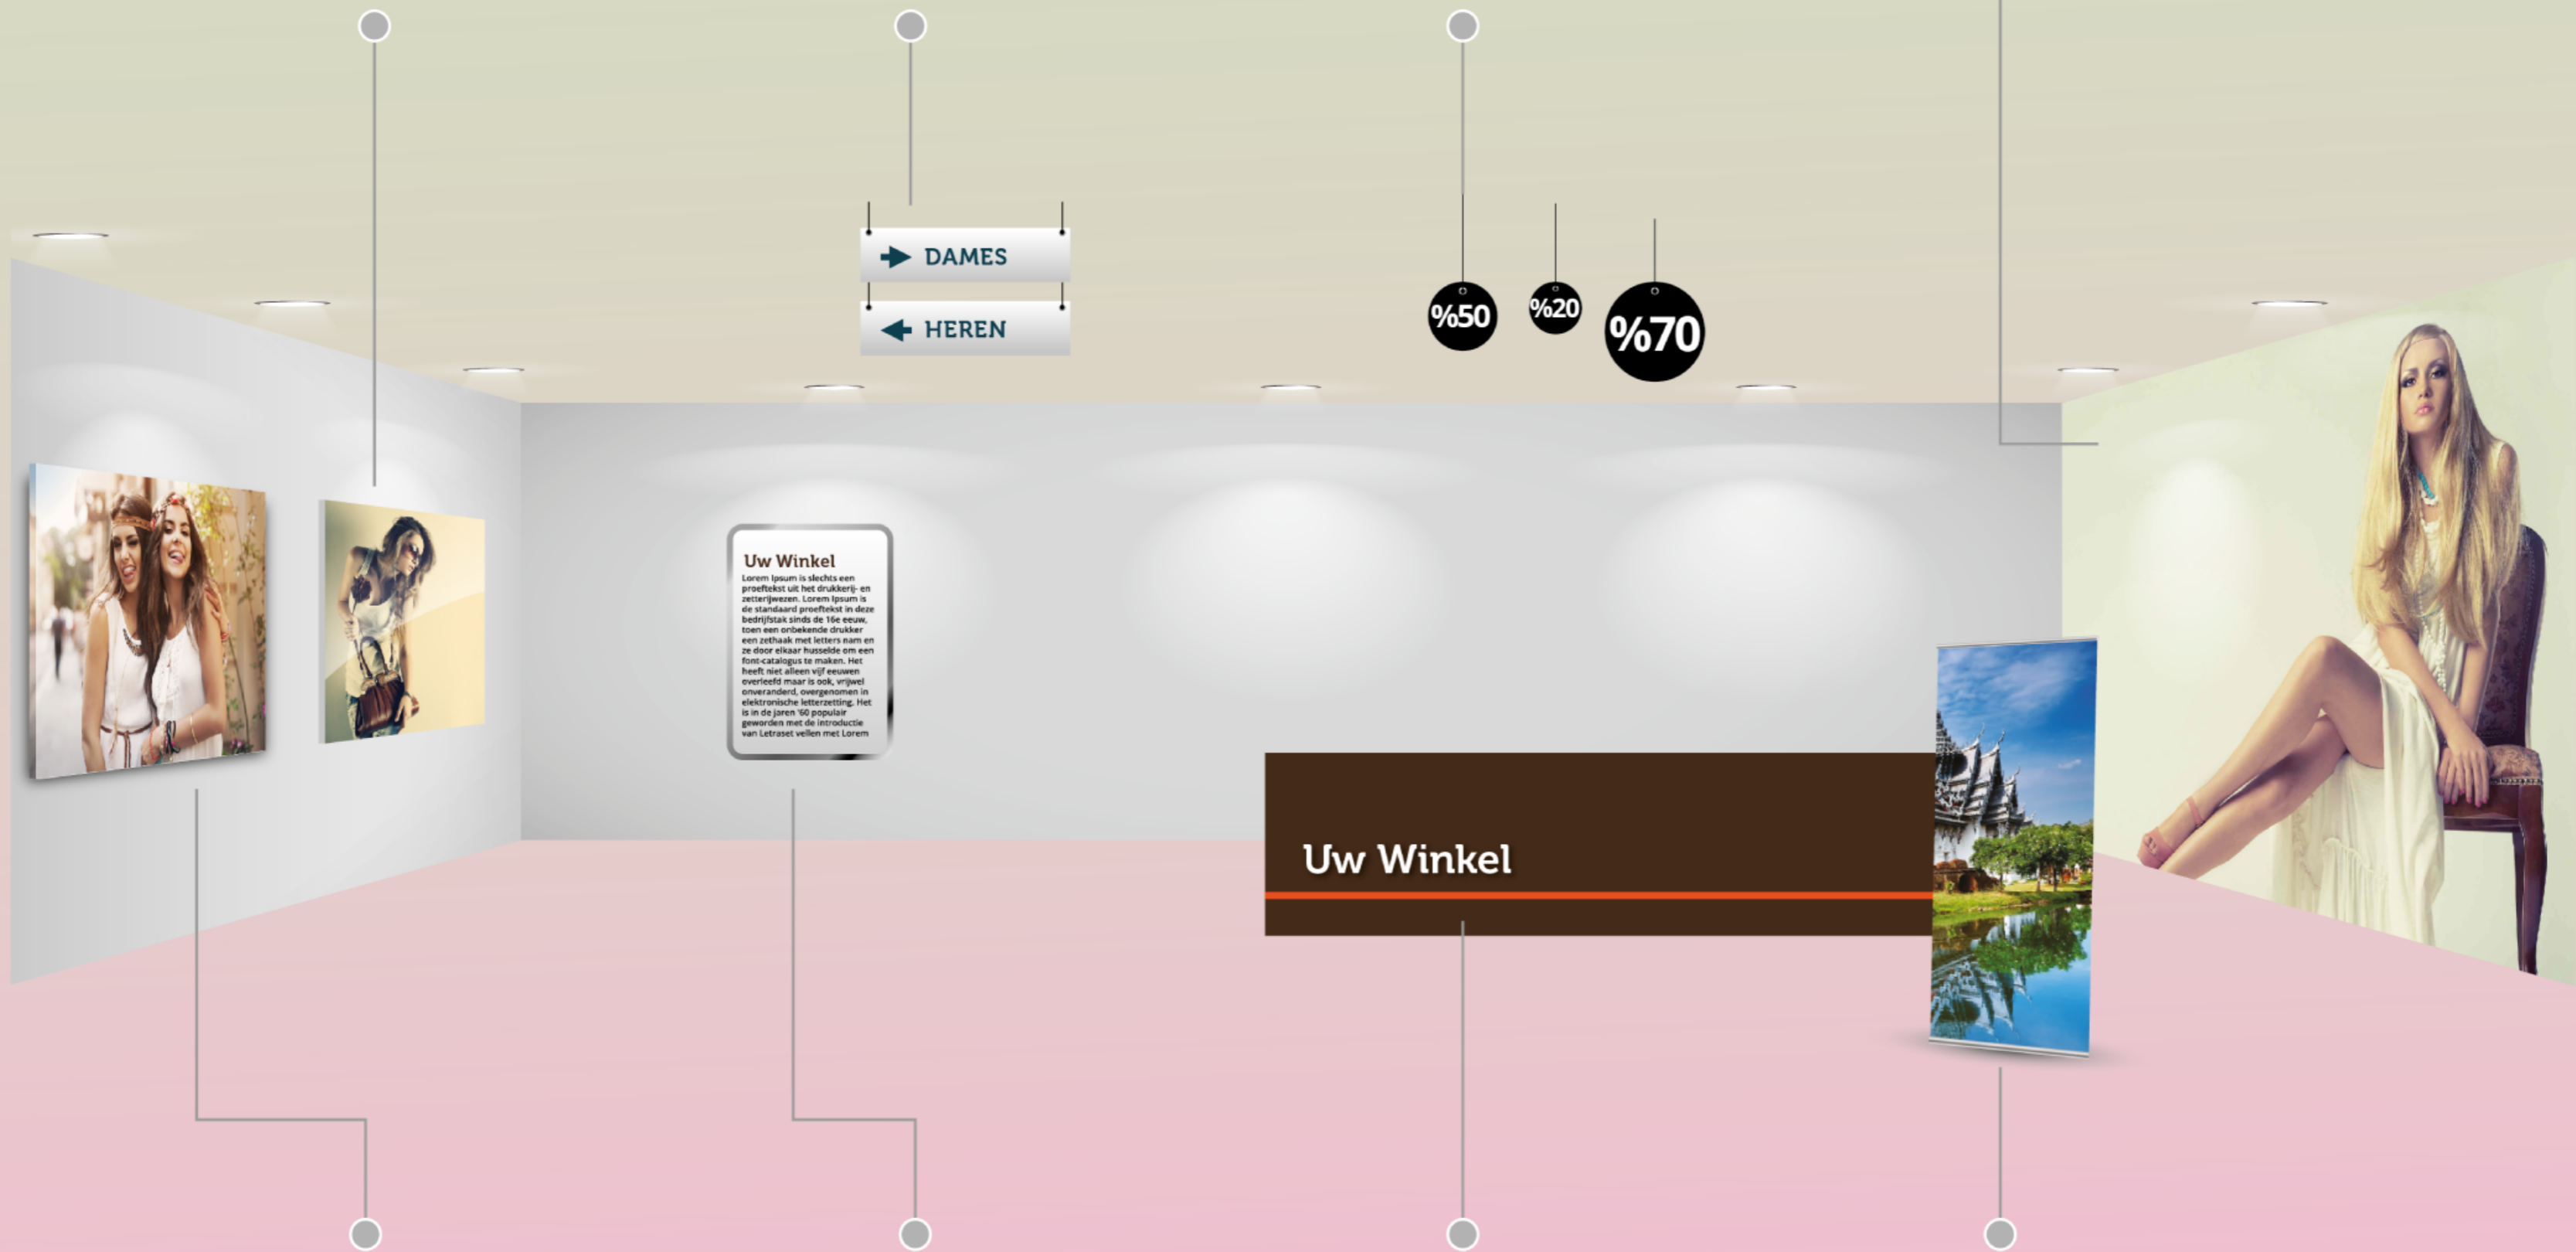 DAMES
HEREN
%50
%20
%70
Uw Winkel
Lorem Ipsum is slechts een
proeftekst uit het drukkerij- en
zetterijwezen. Lorem Ipsum is
de standaard proeftekst in deze
bedrijfstak sinds de 16e eeuw,
toen een onbekende drukker
een zethaak met letters nam en
ze door elkaar husselde om een
font-catalogus te maken. Het
heeft niet alleen vijf eeuwen
overleefd maar is ook, vrijwel
onveranderd, overgenomen in
elektronische letterzetting. Het
is in de jaren '60 populair
geworden met de introductie
van Letraset vellen met Lorem
Uw Winkel